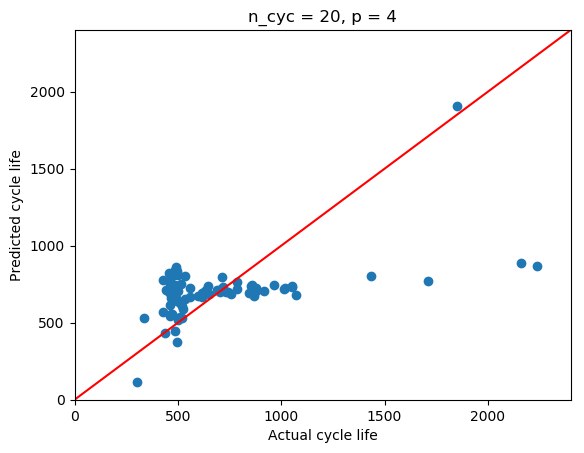 n_cyc = 20, p = 4
Predicted cycle life
2000
1500
1000
500
0
0 500 1000 1500 2000
Actual cycle life